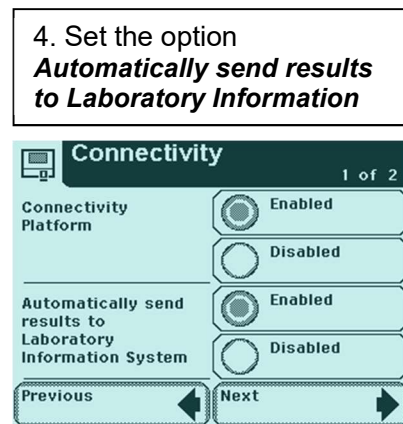 4. Set the option
Automatically send results
to Laboratory Information
Connectivity
1 of 2
Connectivity
Platform
Enabled
Disabled
Automatically send
results to
Laboratory
Information System
Enabled
Disabled
Previous
Next